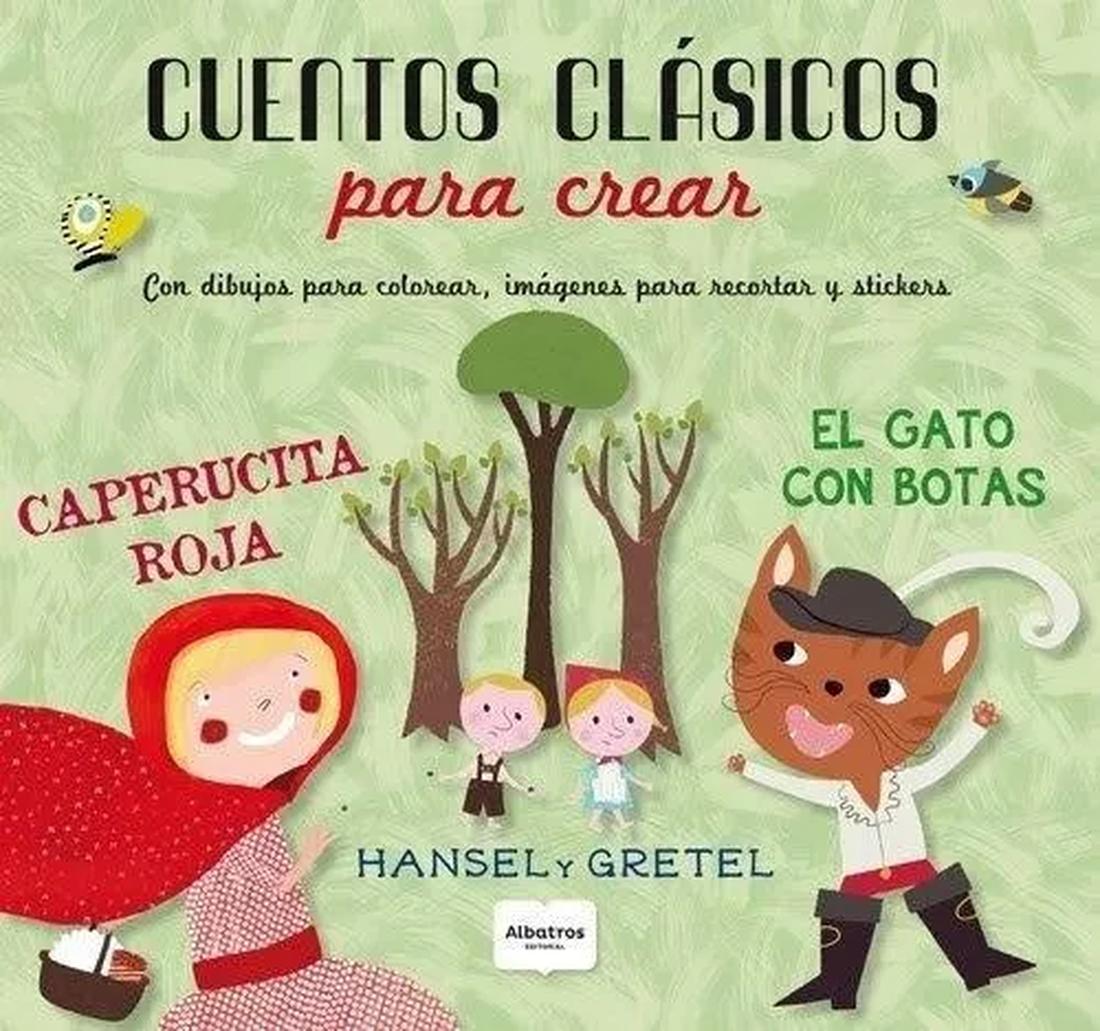 CUENTOS CLÁSICOS
para crear
Con dibujos para colorear, imágenes para recortar y stickers
CAPERUCITA
ROJA
EL GATO
CON BOTAS
HANSEL Y GRETEL
Albatros
EDITORIAL